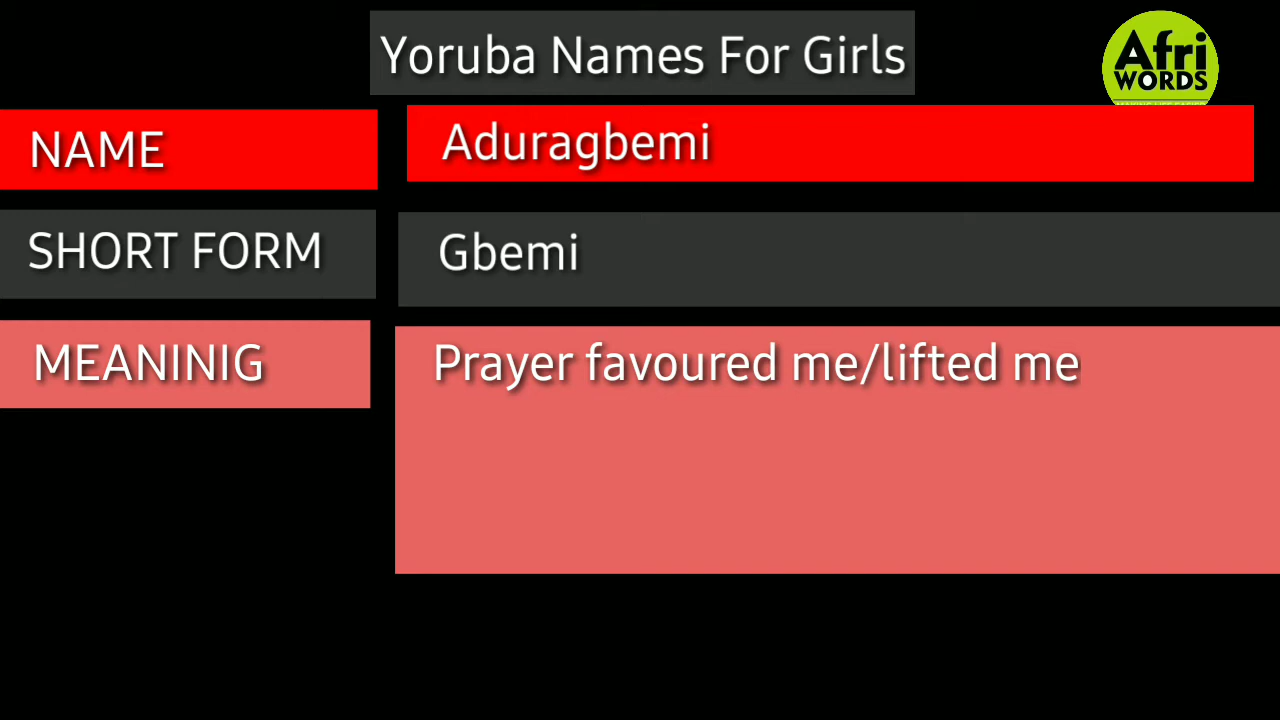 Yoruba Names For Girls
Afri
WORDS
NAME
Aduragbemi
SHORT FORM
Gbemi
MEANINIG
Prayer favoured me/lifted me